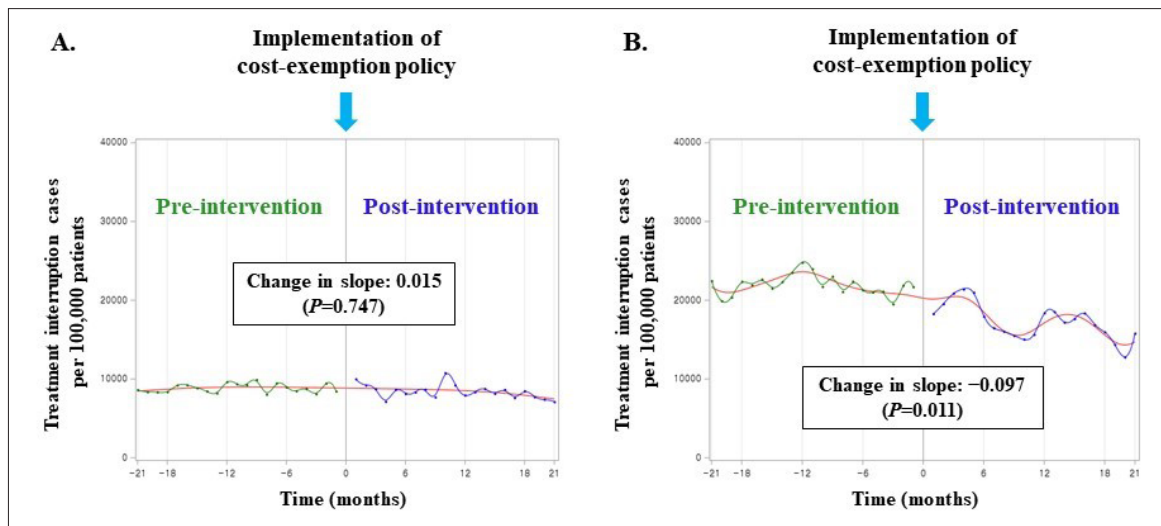 A.
Implementation of
cost-exemption policy
Treatment interruption cases
per 100,000 patients
40000
30000
20000
10000
0
Pre-intervention
Post-intervention
Change in slope: 0.015
(P=0.747)
−21
−18
−12
−6
0
6
12
18
21
Time (months)
B.
Implementation of
cost-exemption policy
Treatment interruption cases
per 100,000 patients
40000
30000
20000
10000
0
Pre-intervention
Post-intervention
Change in slope: −0.097
(P=0.011)
−21
−18
−12
−6
0
6
12
18
21
Time (months)